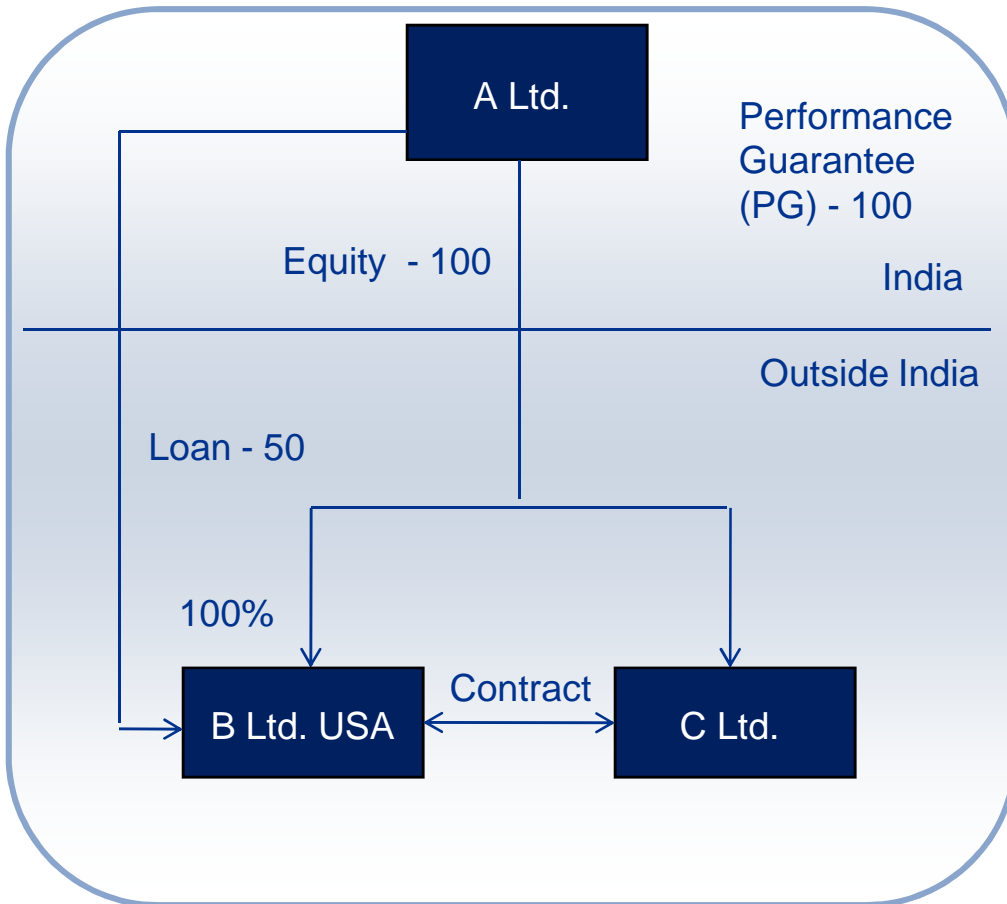 A Ltd.
Performance
Guarantee
(PG) - 100
Equity - 100
India
Outside India
Loan - 50
100%
Contract
B Ltd. USA
C Ltd.